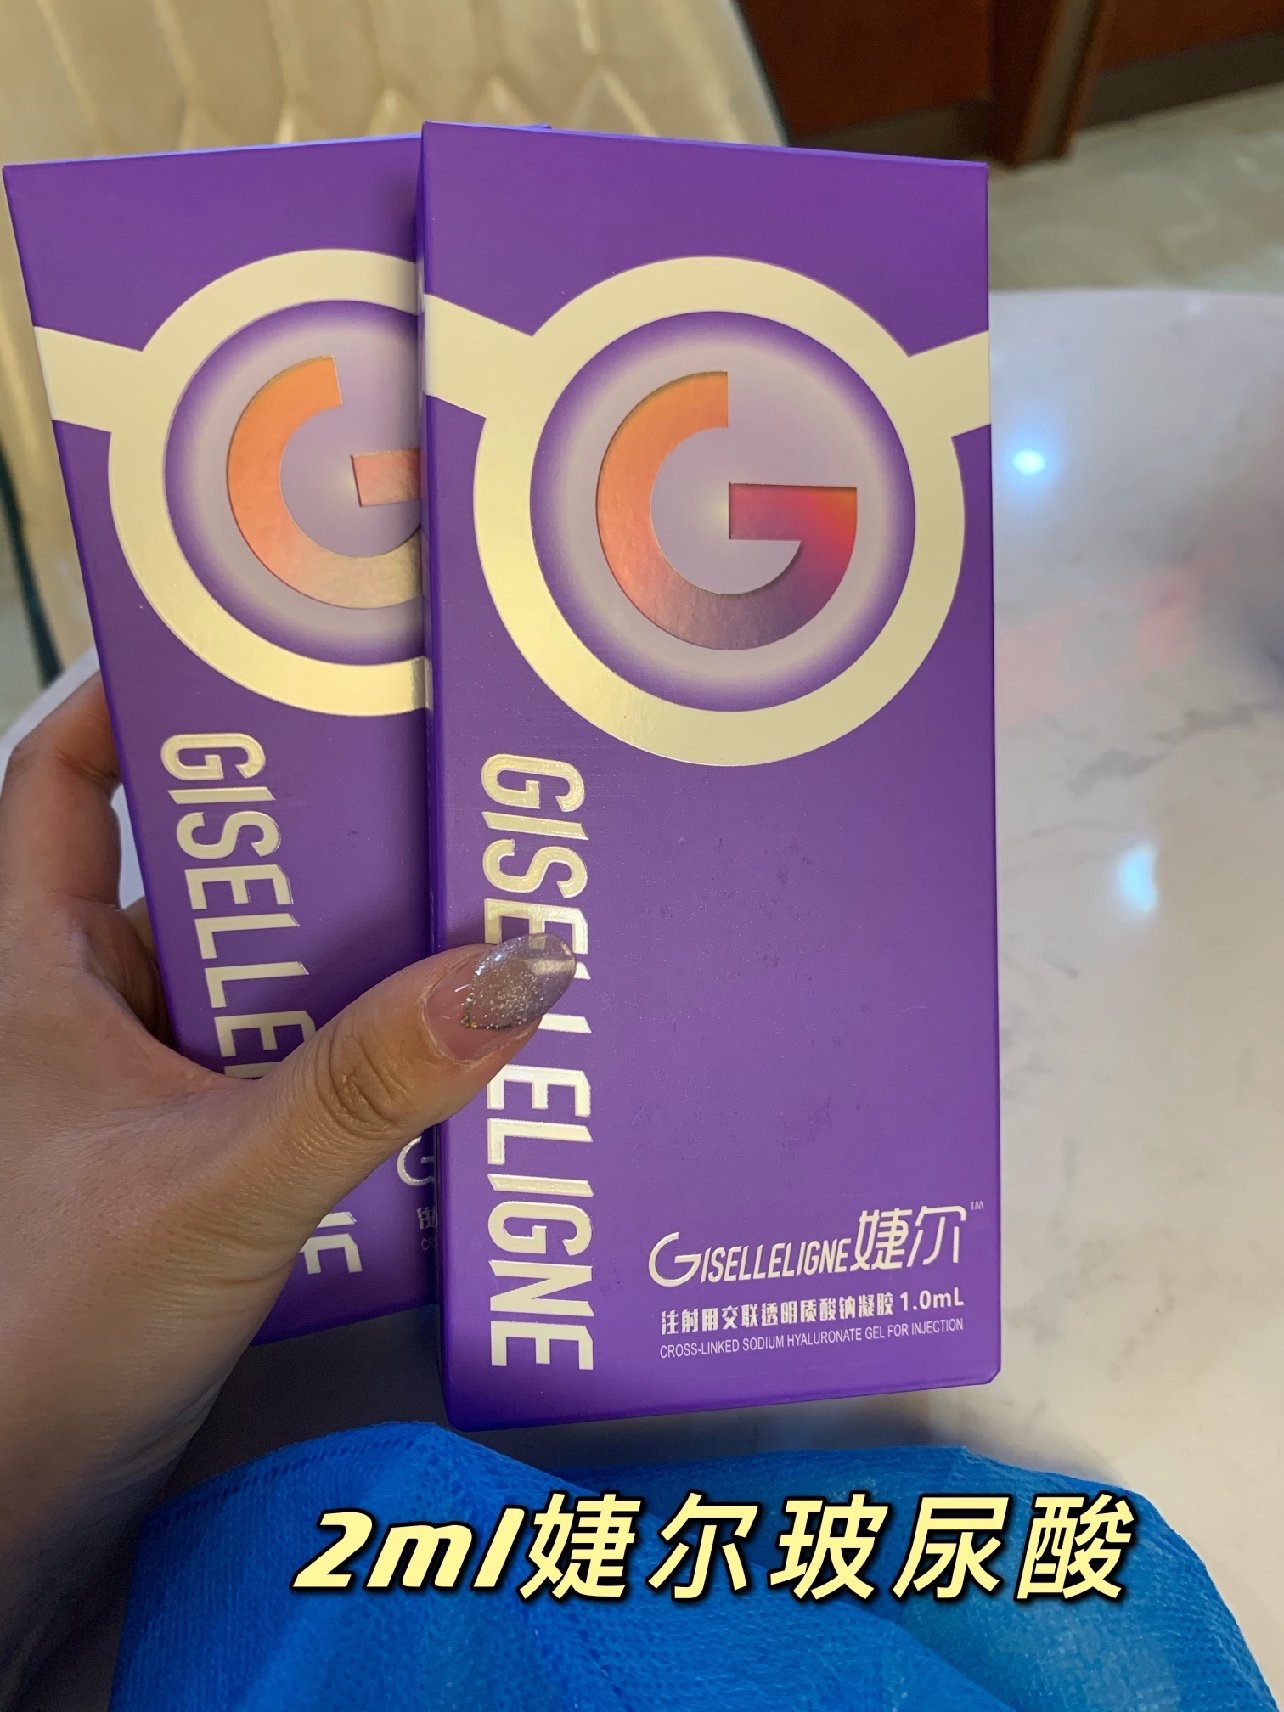 GISELLELIGNE
GISELLELIGNE婕尔™
注射用交联透明质酸钠凝胶 1.0mL
CROSS-LINKED SODIUM HYALURONATE GEL FOR INJECTION
2ml婕尔玻尿酸